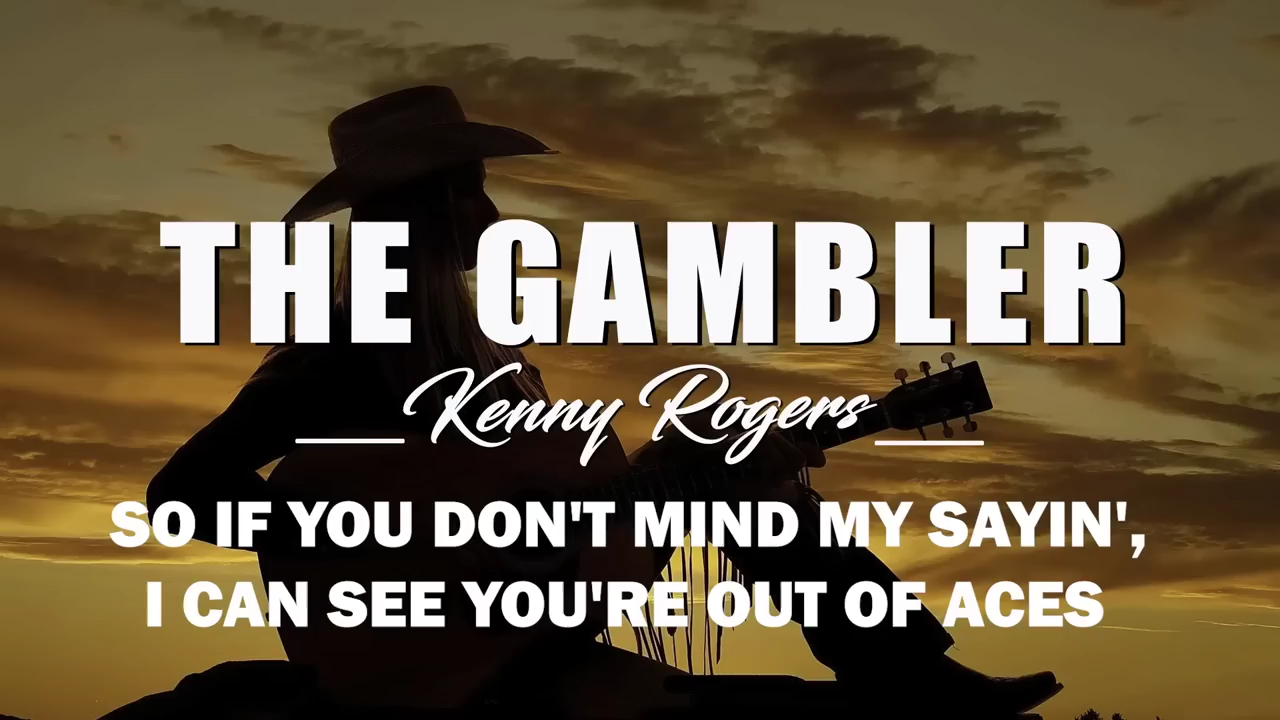 THE GAMBLER
Kenny Rogers
SO IF YOU DON'T MIND MY SAYIN',
I CAN SEE YOU'RE OUT OF ACES